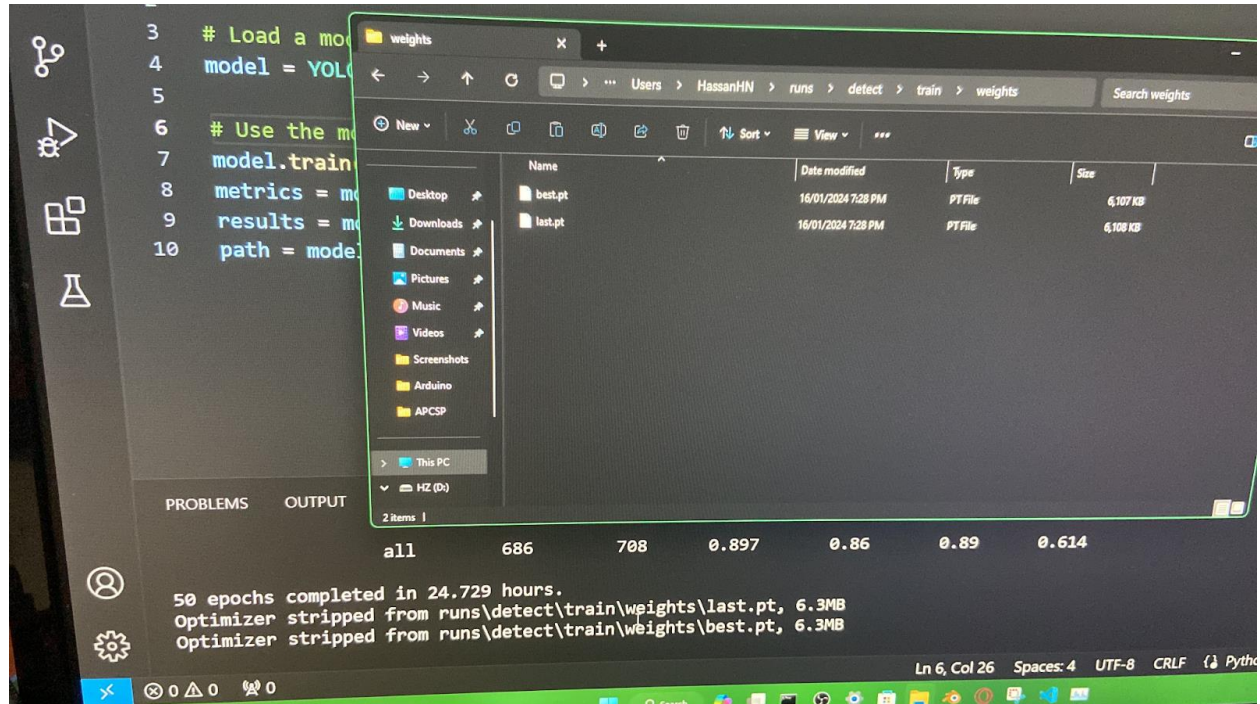 3 # Load a mo
4 model = YOLO
5
6 # Use the m
7 model.train
8 metrics = mo
9 results = mo
10 path = mode
weights
Users > HassanHN > runs > detect > train > weights
Search weights
New
Sort
View
Name
Date modified
Type
Size
best.pt
16/01/2024 7:28 PM
PT File
6,107 KB
last.pt
16/01/2024 7:28 PM
PT File
6,108 KB
Desktop
Downloads
Documents
Pictures
Music
Videos
Screenshots
Arduino
APCSP
This PC
HZ (D:)
2 items
PROBLEMS OUTPUT
all 686 708 0.897 0.86 0.89 0.614
50 epochs completed in 24.729 hours.
Optimizer stripped from runs\detect\train\weights\last.pt, 6.3MB
Optimizer stripped from runs\detect\train\weights\best.pt, 6.3MB
Ln 6, Col 26 Spaces: 4 UTF-8 CRLF Pytho
0 0 0
Search